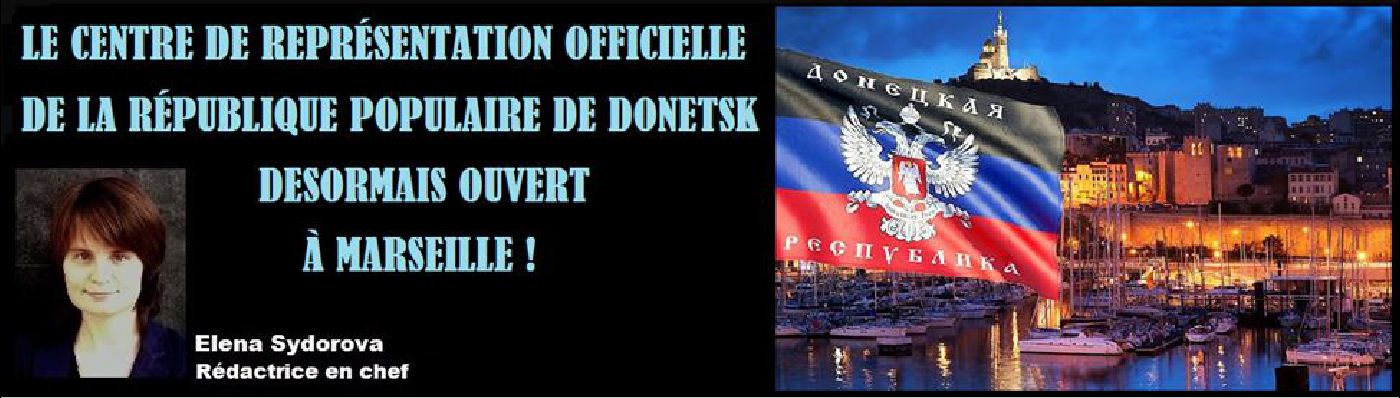 LE CENTRE DE REPRÉSENTATION OFFICIELLE
DE LA RÉPUBLIQUE POPULAIRE DE DONETSK
DESORMAIS OUVERT
À MARSEILLE !
Elena Sydorova
Rédactrice en chef
ДОНЕЦКАЯ
РЕСПУБЛИКА